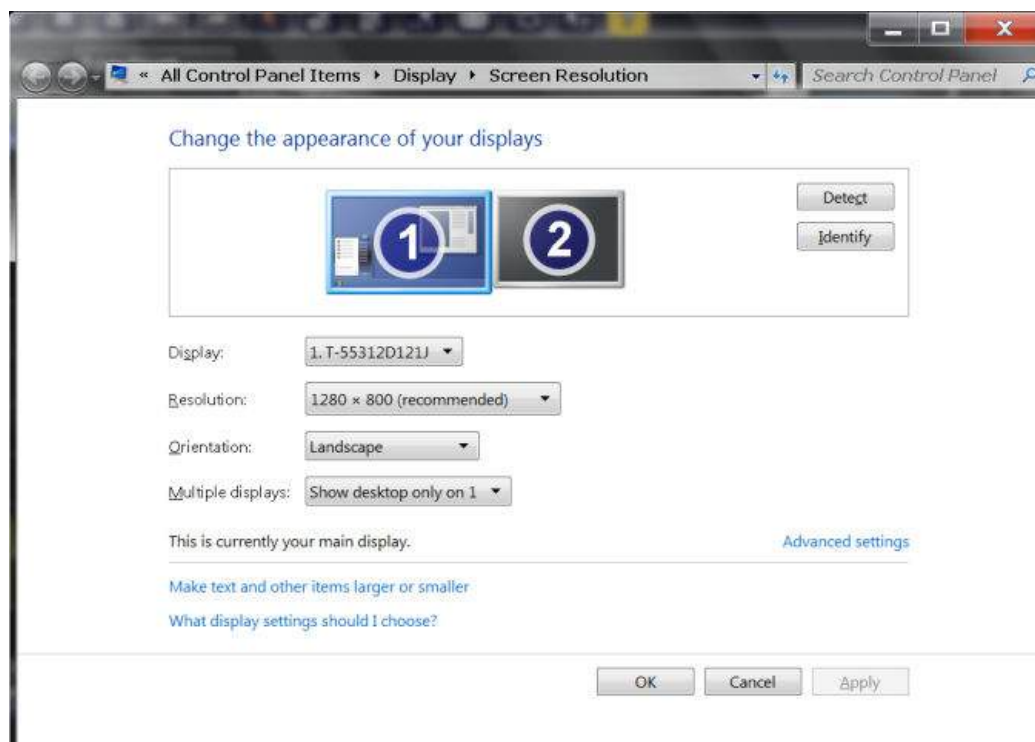 « All Control Panel Items Display Screen Resolution Search Control Panel
Change the appearance of your displays
1 2
Detect
Identify
Display: 1. T-55312D121J
Resolution: 1280 × 800 (recommended)
Orientation: Landscape
Multiple displays: Show desktop only on 1
This is currently your main display. Advanced settings
Make text and other items larger or smaller
What display settings should I choose?
OK Cancel Apply